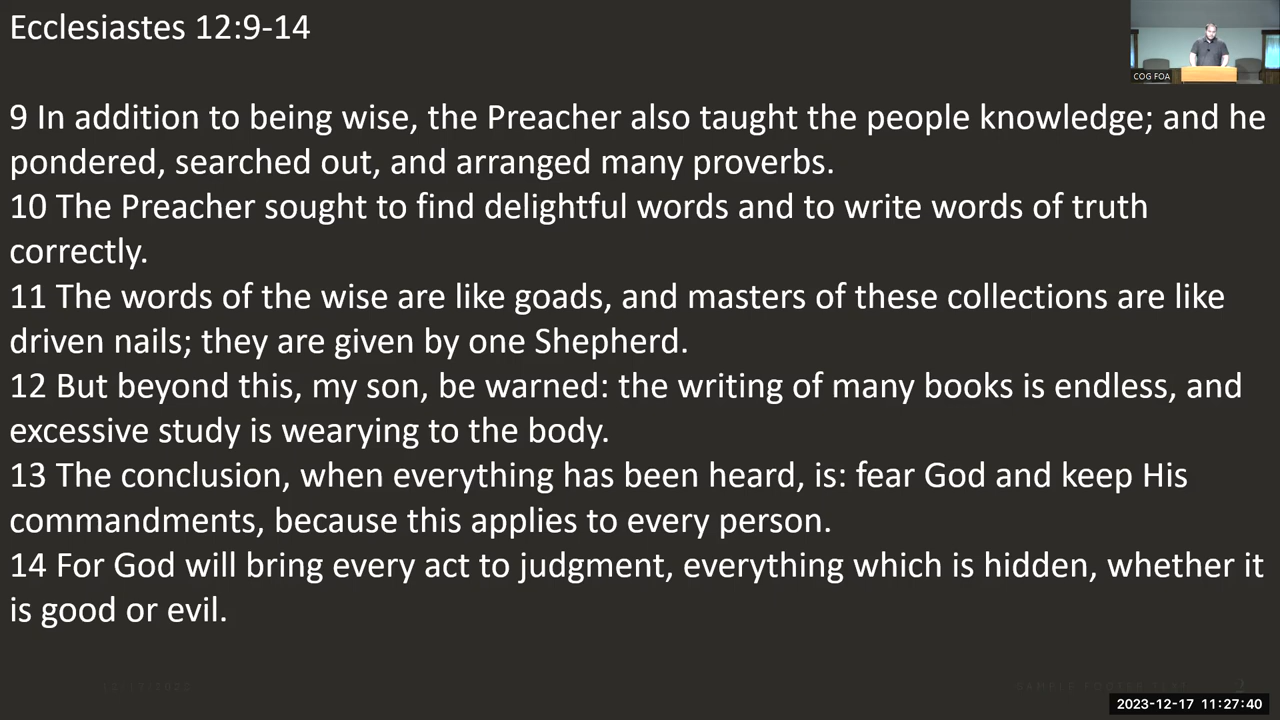 Ecclesiastes 12:9-14
COG FOA
9 In addition to being wise, the Preacher also taught the people knowledge; and he
pondered, searched out, and arranged many proverbs.
10 The Preacher sought to find delightful words and to write words of truth
correctly.
11 The words of the wise are like goads, and masters of these collections are like
driven nails; they are given by one Shepherd.
12 But beyond this, my son, be warned: the writing of many books is endless, and
excessive study is wearying to the body.
13 The conclusion, when everything has been heard, is: fear God and keep His
commandments, because this applies to every person.
14 For God will bring every act to judgment, everything which is hidden, whether it
is good or evil.
SAMPLE FOOTER TEXT
2
2023-12-17 11:27:40